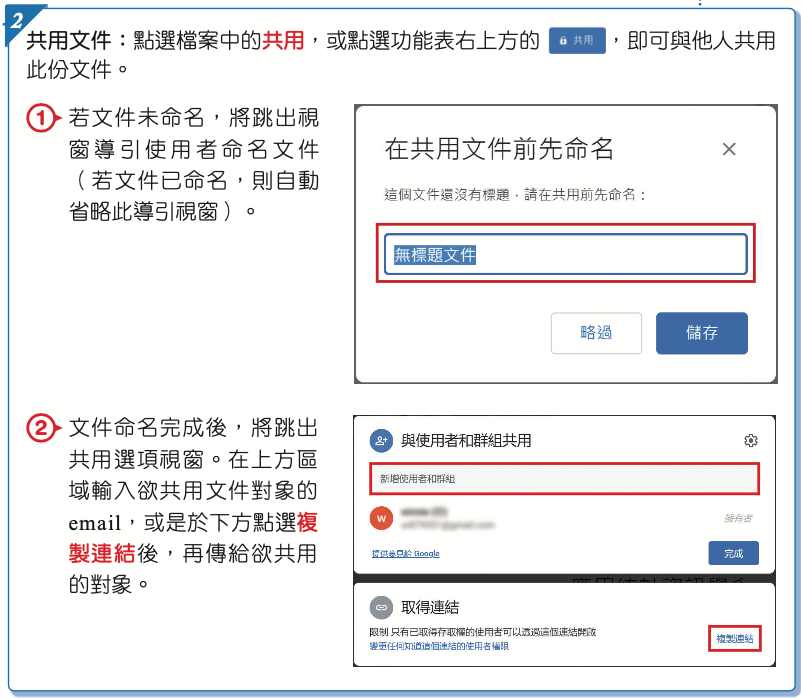 2
共用文件：點選檔案中的共用，或點選功能表右上方的 共用，即可與他人共用
此份文件。
1 若文件未命名，將跳出視
窗導引使用者命名文件
（若文件已命名，則自動
省略此導引視窗）。
在共用文件前先命名
這個文件還沒有標題，請在共用前先命名：
無標題文件
略過 儲存
2 文件命名完成後，將跳出
共用選項視窗。在上方區
域輸入欲共用文件對象的
email，或是於下方點選複
製連結後，再傳給欲共用
的對象。
與使用者和群組共用
新增使用者和群組
W
擁有者
提供意見給 Google
完成
取得連結
限制 只有已取得存取權的使用者可以透過這個連結開啟
變更任何知道這個連結的使用者權限
複製連結